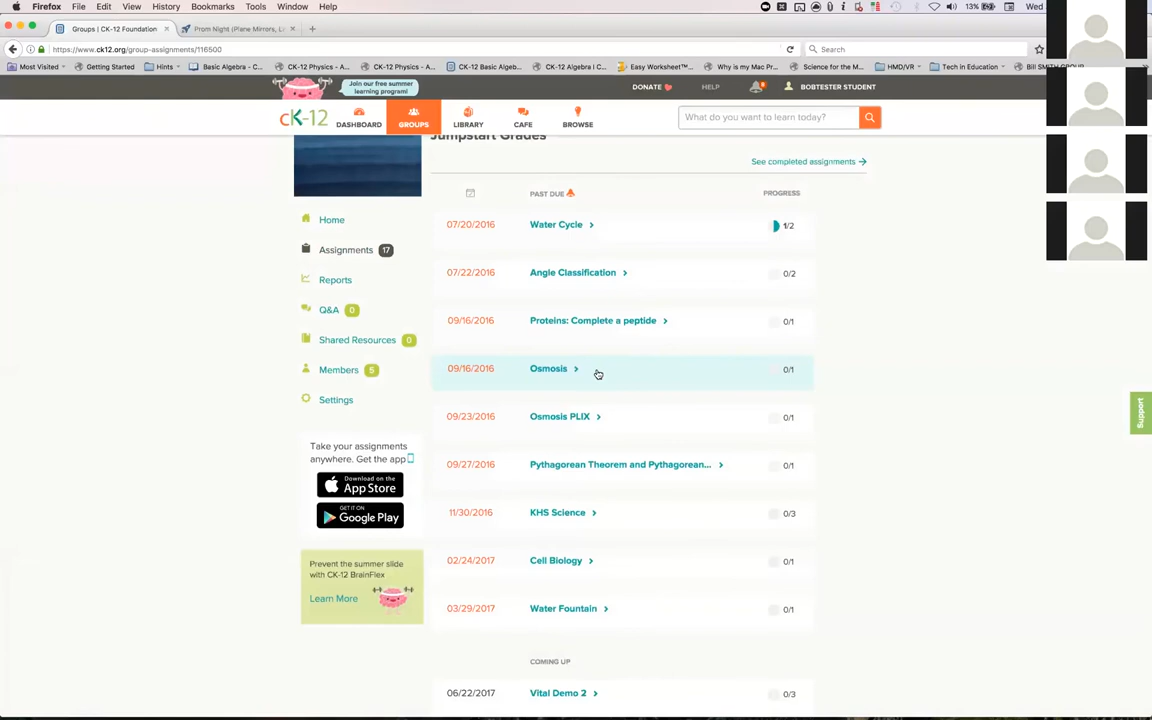 Firefox File Edit View History Bookmarks Tools Window Help 13% Wed
Groups | CK-12 Foundation × Prom Night (Plane Mirrors, L × +
https://www.ck12.org/group-assignments/116500 Search
Most Visited Getting Started Hints Basic Algebra - C... CK-12 Physics - A... CK-12 Physics - A... CK-12 Basic Algeb... CK-12 Algebra I C... Easy Worksheet™... Why is my Mac Pr... Science for the M... HMD/VR Tech in Education Bill SMITH GROUP
Join our free summer
learning program!
DONATE HELP BOBTESTER STUDENT
cK-12 DASHBOARD GROUPS LIBRARY CAFE BROWSE What do you want to learn today?
Jumpstart Grades
See completed assignments →
PAST DUE PROGRESS
07/20/2016 Water Cycle > 1/2
07/22/2016 Angle Classification > 0/2
09/16/2016 Proteins: Complete a peptide > 0/1
09/16/2016 Osmosis > 0/1
09/23/2016 Osmosis PLIX > 0/1
09/27/2016 Pythagorean Theorem and Pythagorean... > 0/1
11/30/2016 KHS Science > 0/3
02/24/2017 Cell Biology > 0/1
03/29/2017 Water Fountain > 0/1
COMING UP
06/22/2017 Vital Demo 2 > 0/3
Home
Assignments 17
Reports
Q&A 0
Shared Resources 0
Members 5
Settings
Take your assignments
anywhere. Get the app
Download on the
App Store
GET IT ON
Google Play
Prevent the summer slide
with CK-12 BrainFlex
Learn More
Support